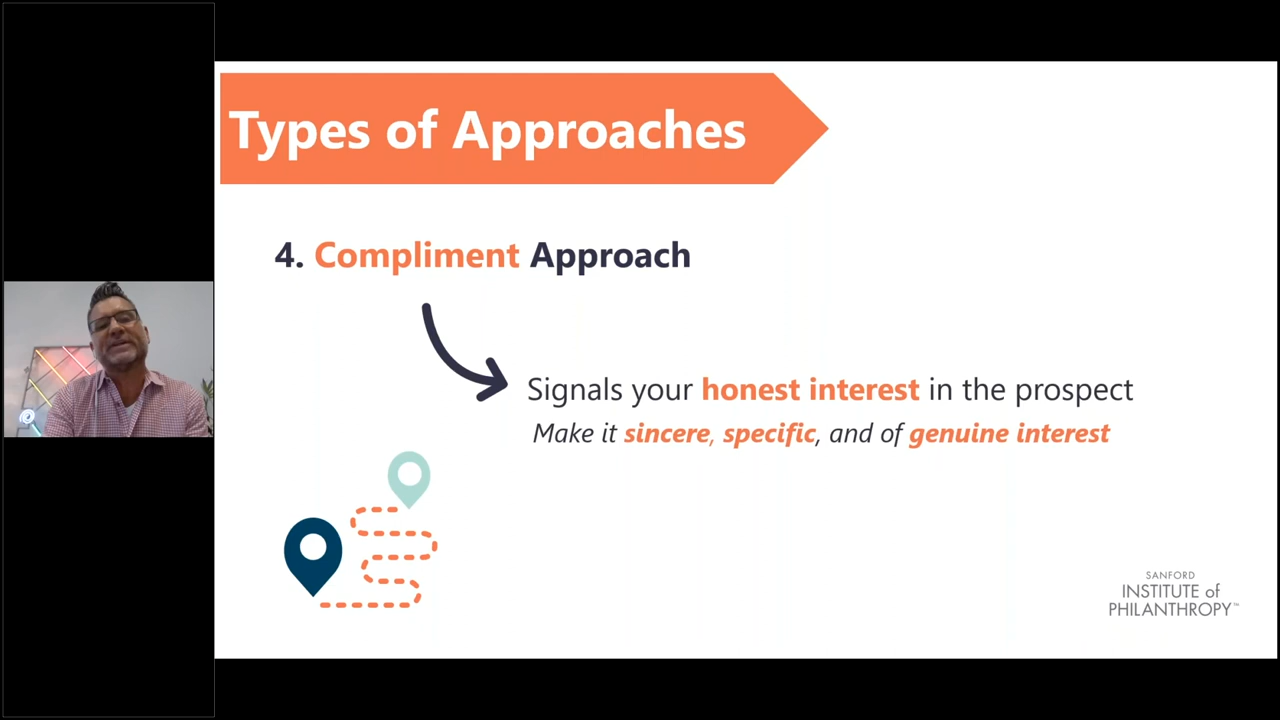 Types of Approaches
4. Compliment Approach
Signals your honest interest in the prospect
Make it sincere, specific, and of genuine interest
SANFORD
INSTITUTE of
PHILANTHROPY™